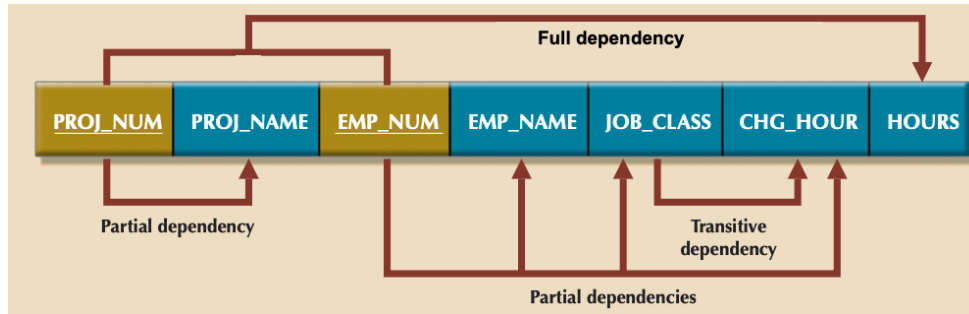 Full dependency
PROJ_NUM PROJ_NAME EMP_NUM EMP_NAME JOB_CLASS CHG_HOUR HOURS
Partial dependency
Transitive
dependency
Partial dependencies